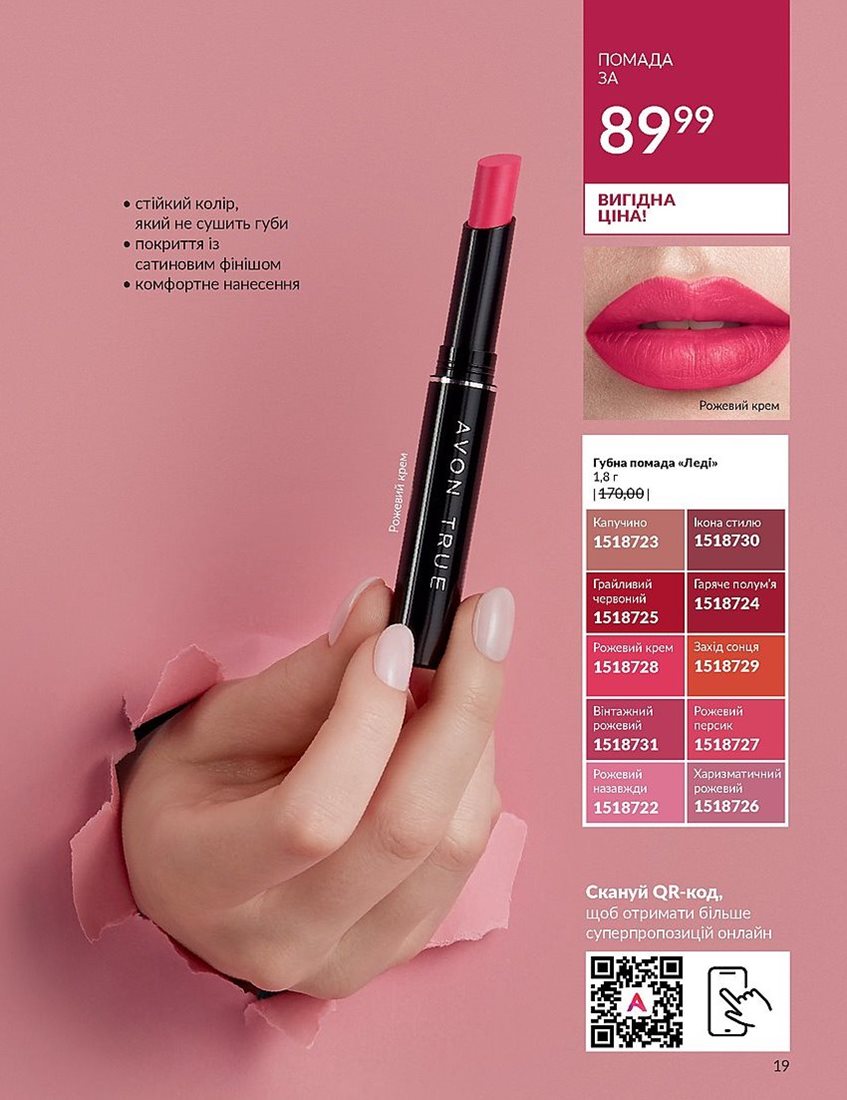 ПОМАДА
ЗА
89⁹⁹
ВИГІДНА
ЦІНА!
• стійкий колір,
який не сушить губи
• покриття із
сатиновим фінішом
• комфортне нанесення
Рожевий крем
AVON TRUE
Рожевий крем
Губна помада «Леді»
1,8 г
| 170,00 |
Капучино
1518723
Ікона стилю
1518730
Грайливий
червоний
1518725
Гаряче полум'я
1518724
Рожевий крем
1518728
Захід сонця
1518729
Вінтажний
рожевий
1518731
Рожевий
персик
1518727
Рожевий
назавжди
1518722
Харизматичний
рожевий
1518726
Скануй QR-код,
щоб отримати більше
суперпропозицій онлайн
19